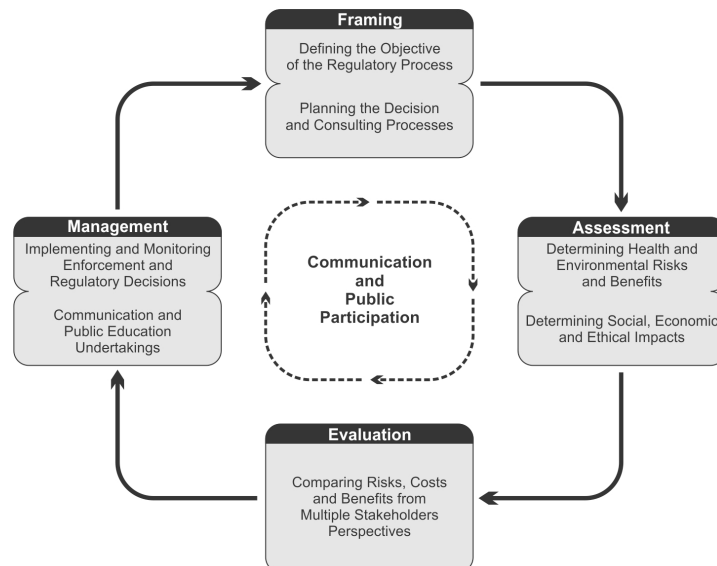 Framing
Defining the Objective
of the Regulatory Process
Planning the Decision
and Consulting Processes
Management
Implementing and Monitoring
Enforcement and
Regulatory Decisions
Communication and
Public Education
Undertakings
Communication
and
Public
Participation
Assessment
Determining Health and
Environmental Risks
and Benefits
Determining Social, Economic
and Ethical Impacts
Evaluation
Comparing Risks, Costs
and Benefits from
Multiple Stakeholders
Perspectives